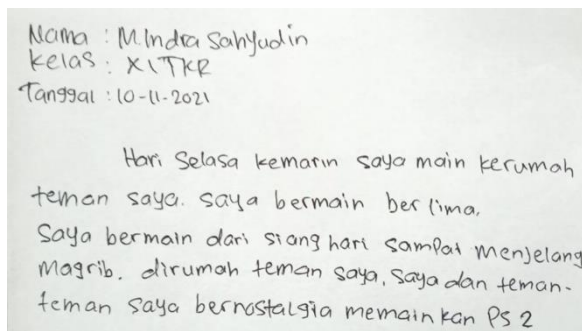 Nama : M.Indra Sahyudin
Kelas : XI TKR
Tanggal : 10-11-2021
Hari Selasa kemarin saya main kerumah
teman saya. saya bermain ber lima.
Saya bermain dari siang hari sampai menjelang
magrib. dirumah teman saya, saya dan teman-
teman saya bernostalgia memainkan PS 2